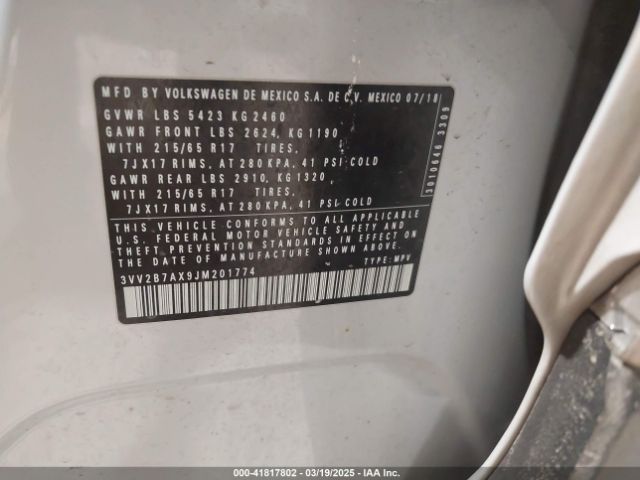 MFD BY VOLKSWAGEN DE MEXICO S.A. DE C.V. MEXICO 07/18
GVWR LBS 5423 KG 2460
GAWR FRONT LBS 2624, KG 1190
WITH 215/65 R17 TIRES,
7JX17 RIMS, AT 280 KPA, 41 PSI COLD
GAWR REAR LBS 2910, KG 1320
WITH 215/65 R17 TIRES,
7JX17 RIMS, AT 280 KPA, 41 PSI COLD
THIS VEHICLE CONFORMS TO ALL APPLICABLE
U.S. FEDERAL MOTOR VEHICLE SAFETY AND
THEFT PREVENTION STANDARDS IN EFFECT ON
THE DATE OF MANUFACTURE SHOWN ABOVE.
3VV2B7AX9JM201774 TYPE: MPV
3010646 3309
000-41817802 — 03/19/2025 — IAA Inc.